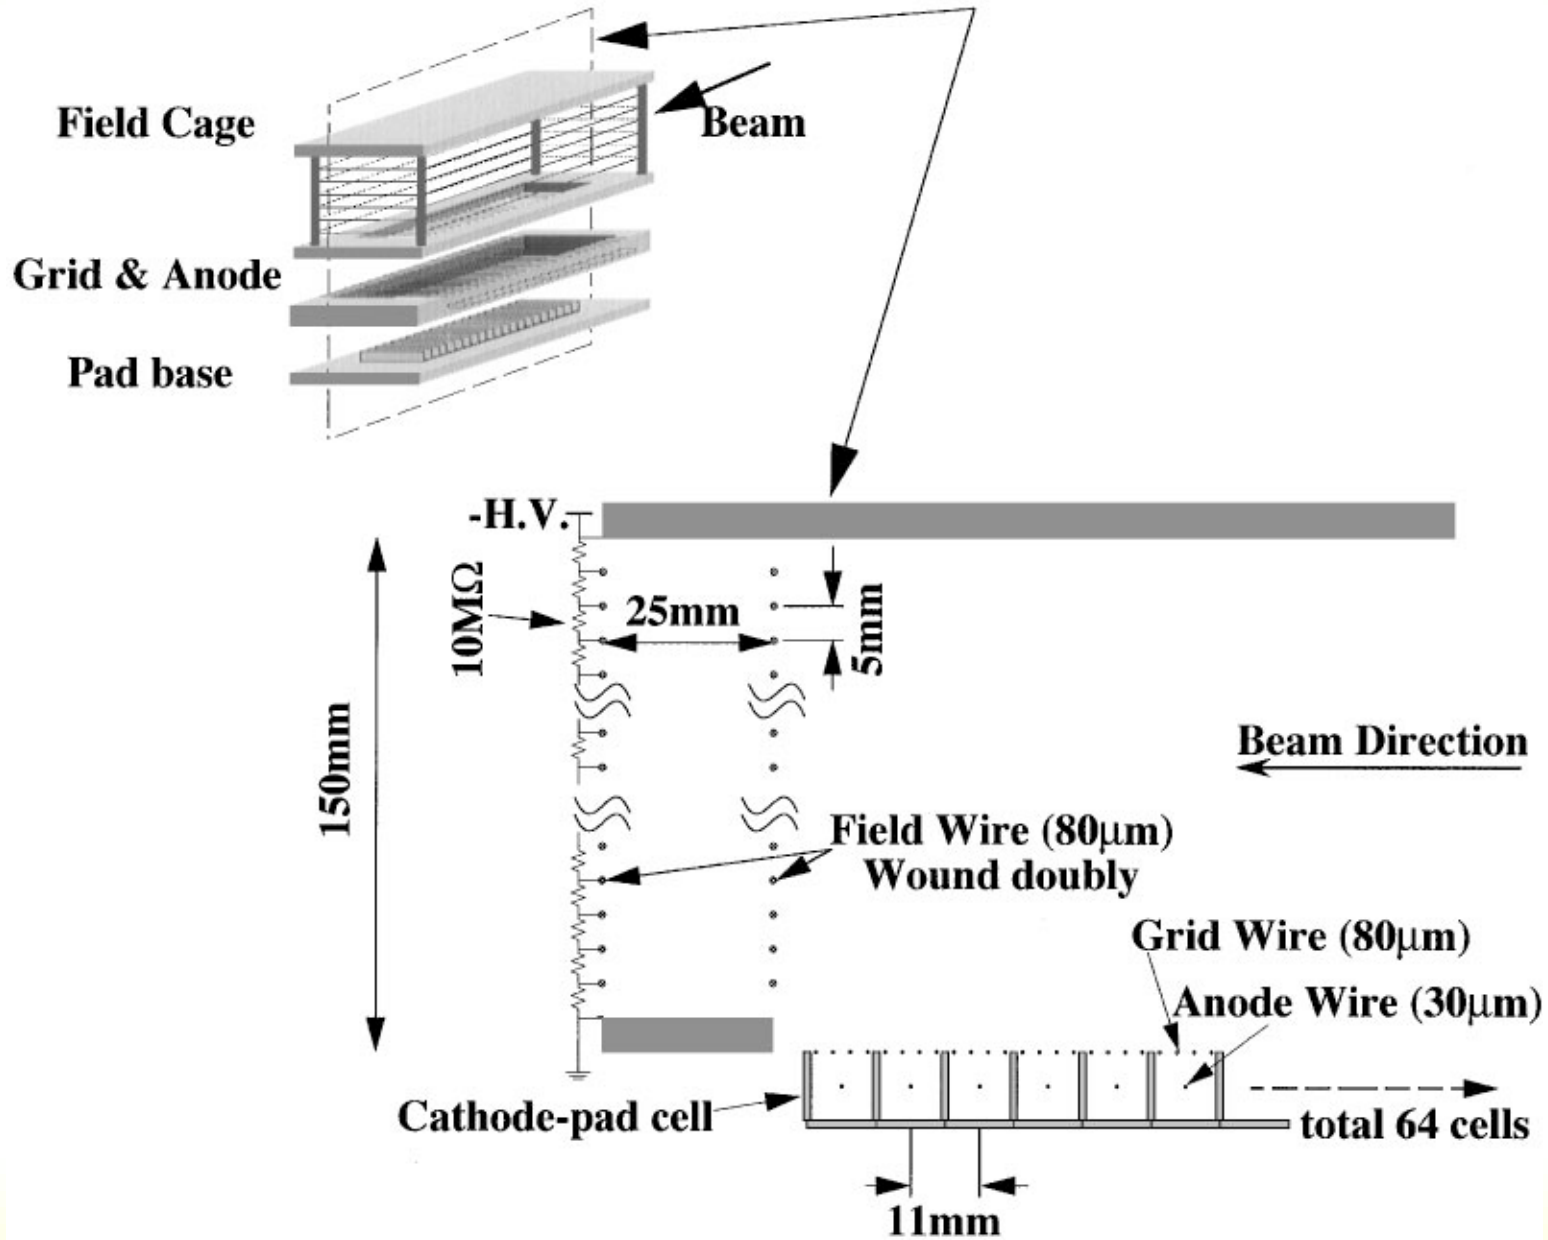 Field Cage
Beam
Grid & Anode
Pad base
-H.V.
10MΩ
25mm
5mm
150mm
Beam Direction
Field Wire (80μm)
Wound doubly
Grid Wire (80μm)
Anode Wire (30μm)
Cathode-pad cell
total 64 cells
11mm